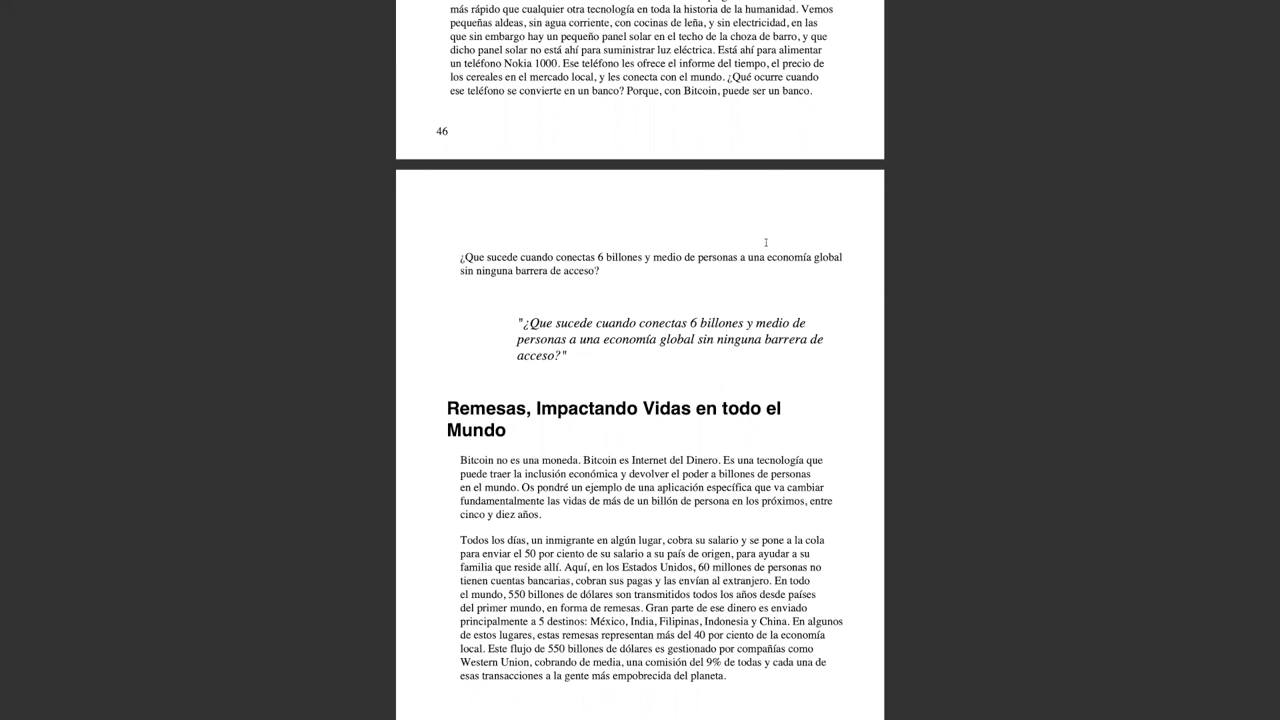 más rápido que cualquier otra tecnología en toda la historia de la humanidad. Vemos
pequeñas aldeas, sin agua corriente, con cocinas de leña, y sin electricidad, en las
que sin embargo hay un pequeño panel solar en el techo de la choza de barro, y que
dicho panel solar no está ahí para suministrar luz eléctrica. Está ahí para alimentar
un teléfono Nokia 1000. Ese teléfono les ofrece el informe del tiempo, el precio de
los cereales en el mercado local, y les conecta con el mundo. ¿Qué ocurre cuando
ese teléfono se convierte en un banco? Porque, con Bitcoin, puede ser un banco.
46
¿Que sucede cuando conectas 6 billones y medio de personas a una economía global
sin ninguna barrera de acceso?
"¿Que sucede cuando conectas 6 billones y medio de
personas a una economía global sin ninguna barrera de
acceso?"
Remesas, Impactando Vidas en todo el
Mundo
Bitcoin no es una moneda. Bitcoin es Internet del Dinero. Es una tecnología que
puede traer la inclusión económica y devolver el poder a billones de personas
en el mundo. Os pondré un ejemplo de una aplicación específica que va cambiar
fundamentalmente las vidas de más de un billón de persona en los próximos, entre
cinco y diez años.
Todos los días, un inmigrante en algún lugar, cobra su salario y se pone a la cola
para enviar el 50 por ciento de su salario a su país de origen, para ayudar a su
familia que reside allí. Aquí, en los Estados Unidos, 60 millones de personas no
tienen cuentas bancarias, cobran sus pagas y las envían al extranjero. En todo
el mundo, 550 billones de dólares son transmitidos todos los años desde países
del primer mundo, en forma de remesas. Gran parte de ese dinero es enviado
principalmente a 5 destinos: México, India, Filipinas, Indonesia y China. En algunos
de estos lugares, estas remesas representan más del 40 por ciento de la economía
local. Este flujo de 550 billones de dólares es gestionado por compañías como
Western Union, cobrando de media, una comisión del 9% de todas y cada una de
esas transacciones a la gente más empobrecida del planeta.